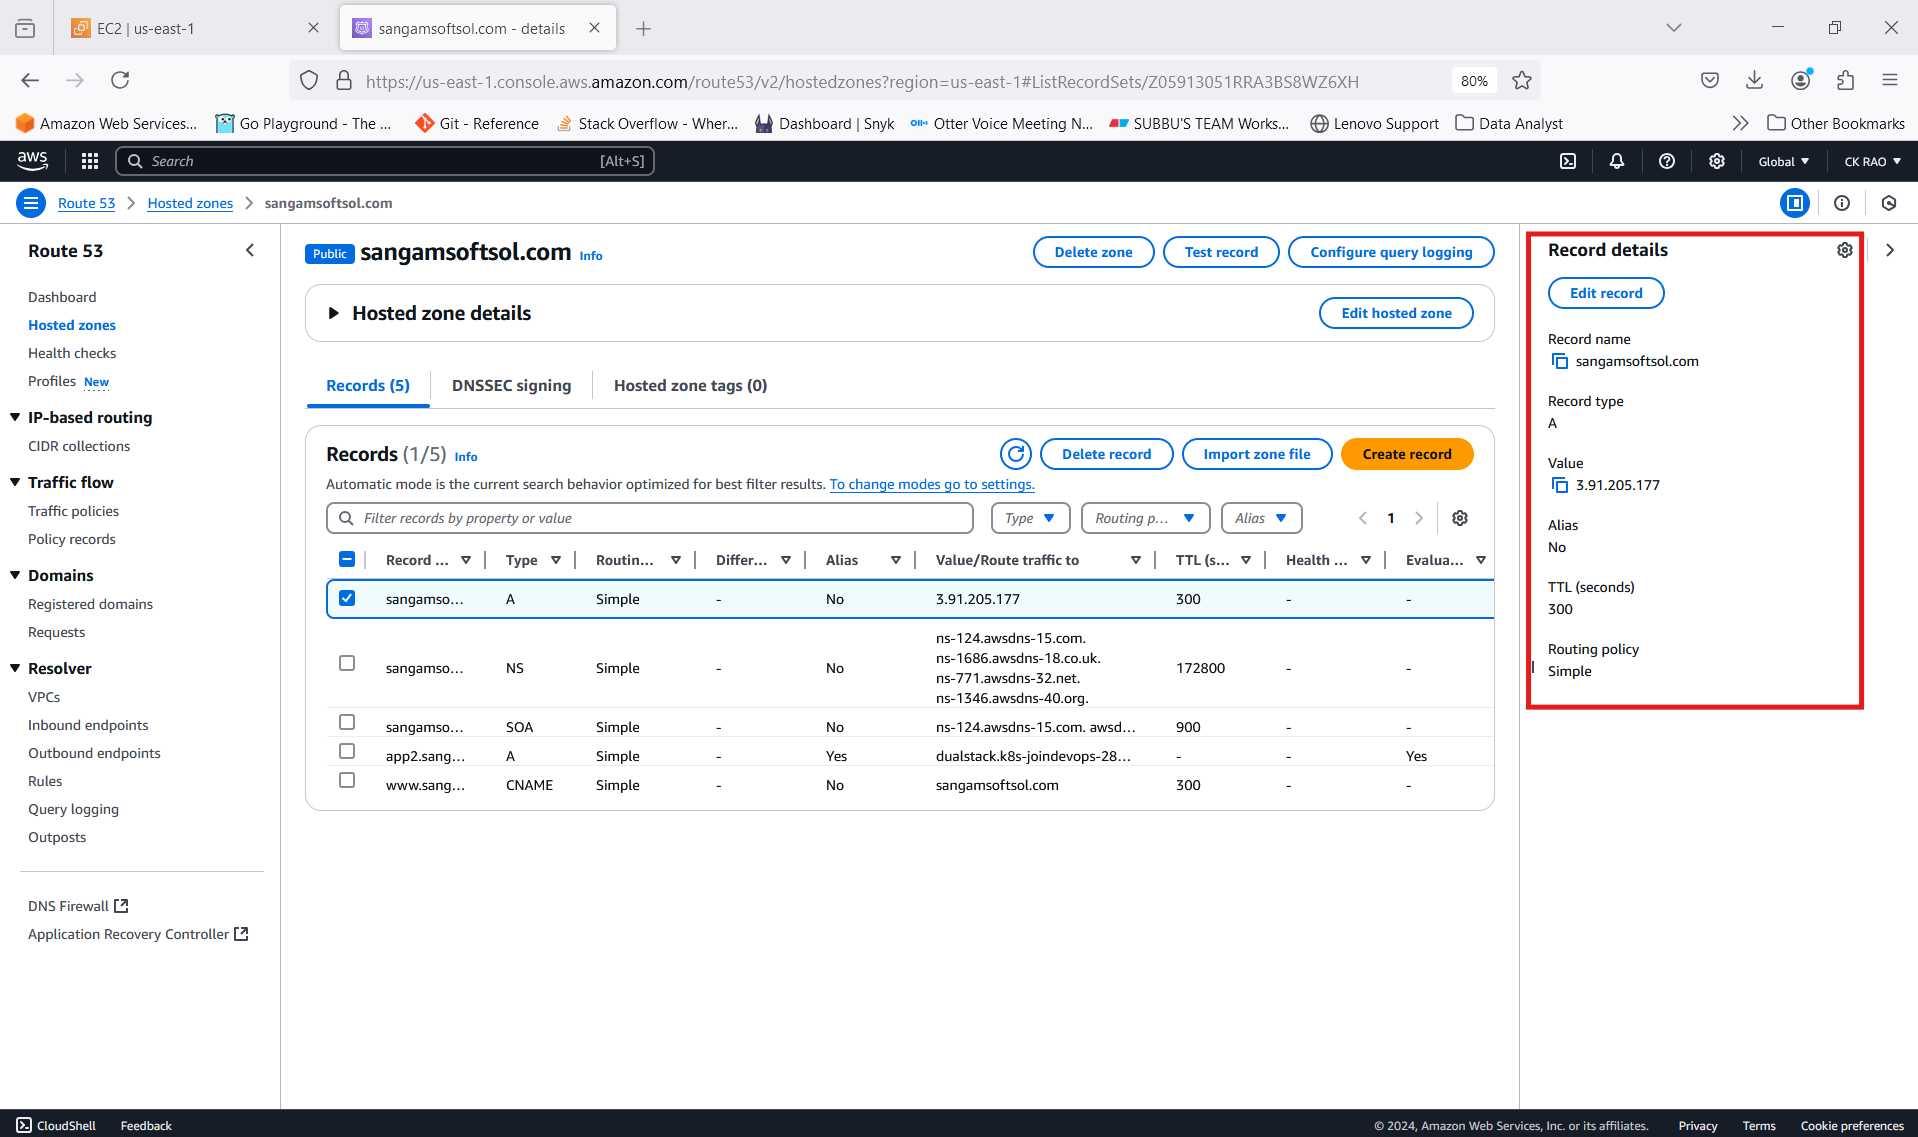 EC2 | us-east-1
sangamsoftsol.com - details
https://us-east-1.console.aws.amazon.com/route53/v2/hostedzones?region=us-east-1#ListRecordSets/Z05913051RRA3BS8WZ6XH
80%
Amazon Web Services...
Go Playground - The ...
Git - Reference
Stack Overflow - Wher...
Dashboard | Snyk
Otter Voice Meeting N...
SUBBU'S TEAM Works...
Lenovo Support
Data Analyst
Other Bookmarks
aws
Search
[Alt+S]
Global
CK RAO
Route 53
Hosted zones
sangamsoftsol.com
Route 53
Dashboard
Hosted zones
Health checks
Profiles New
IP-based routing
CIDR collections
Traffic flow
Traffic policies
Policy records
Domains
Registered domains
Requests
Resolver
VPCs
Inbound endpoints
Outbound endpoints
Rules
Query logging
Outposts
DNS Firewall
Application Recovery Controller
Public sangamsoftsol.com Info
Delete zone
Test record
Configure query logging
Hosted zone details
Edit hosted zone
Records (5)
DNSSEC signing
Hosted zone tags (0)
Records (1/5) Info
Delete record
Import zone file
Create record
Automatic mode is the current search behavior optimized for best filter results. To change modes go to settings.
Filter records by property or value
Type
Routing p...
Alias
1
Record ... Type Routin... Differ... Alias Value/Route traffic to TTL (s... Health ... Evalua...
sangamso... A Simple - No 3.91.205.177 300 - -
ns-124.awsdns-15.com.
ns-1686.awsdns-18.co.uk.
sangamso... NS Simple - No 172800 - -
ns-771.awsdns-32.net.
ns-1346.awsdns-40.org.
sangamso... SOA Simple - No ns-124.awsdns-15.com. awsd... 900 - -
app2.sang... A Simple - Yes dualstack.k8s-joindevops-28... - - Yes
www.sang... CNAME Simple - No sangamsoftsol.com 300 - -
Record details
Edit record
Record name
sangamsoftsol.com
Record type
A
Value
3.91.205.177
Alias
No
TTL (seconds)
300
Routing policy
Simple
CloudShell
Feedback
© 2024, Amazon Web Services, Inc. or its affiliates.
Privacy
Terms
Cookie preferences